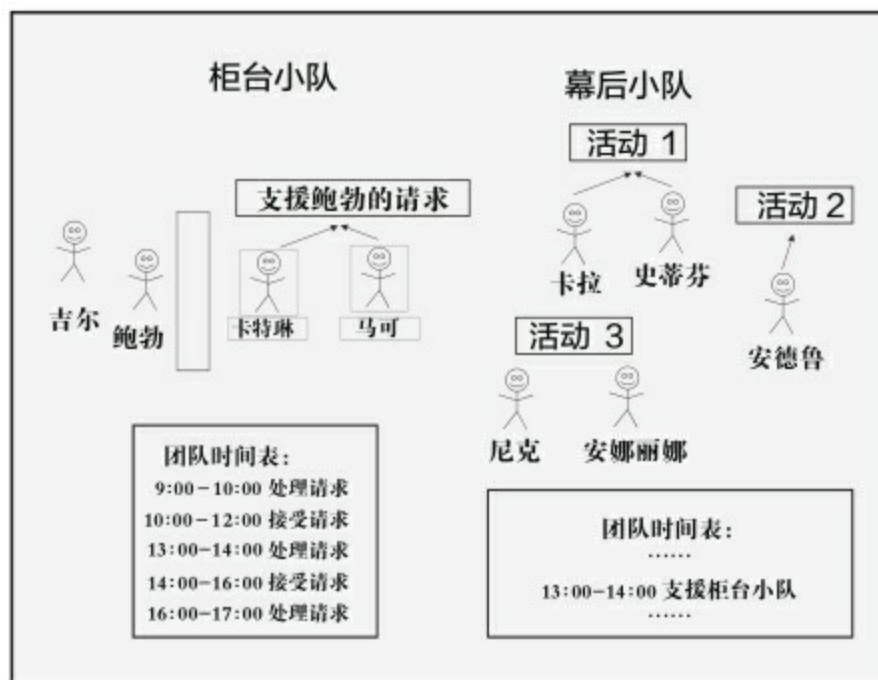 柜台小队
幕后小队
活动 1
支援鲍勃的请求
活动 2
吉尔
鲍勃
卡特琳
马可
卡拉
史蒂芬
安德鲁
活动 3
尼克
安娜丽娜
团队时间表:
9:00-10:00 处理请求
10:00-12:00 接受请求
13:00-14:00 处理请求
14:00-16:00 接受请求
16:00-17:00 处理请求
团队时间表:
······
13:00-14:00 支援柜台小队
······